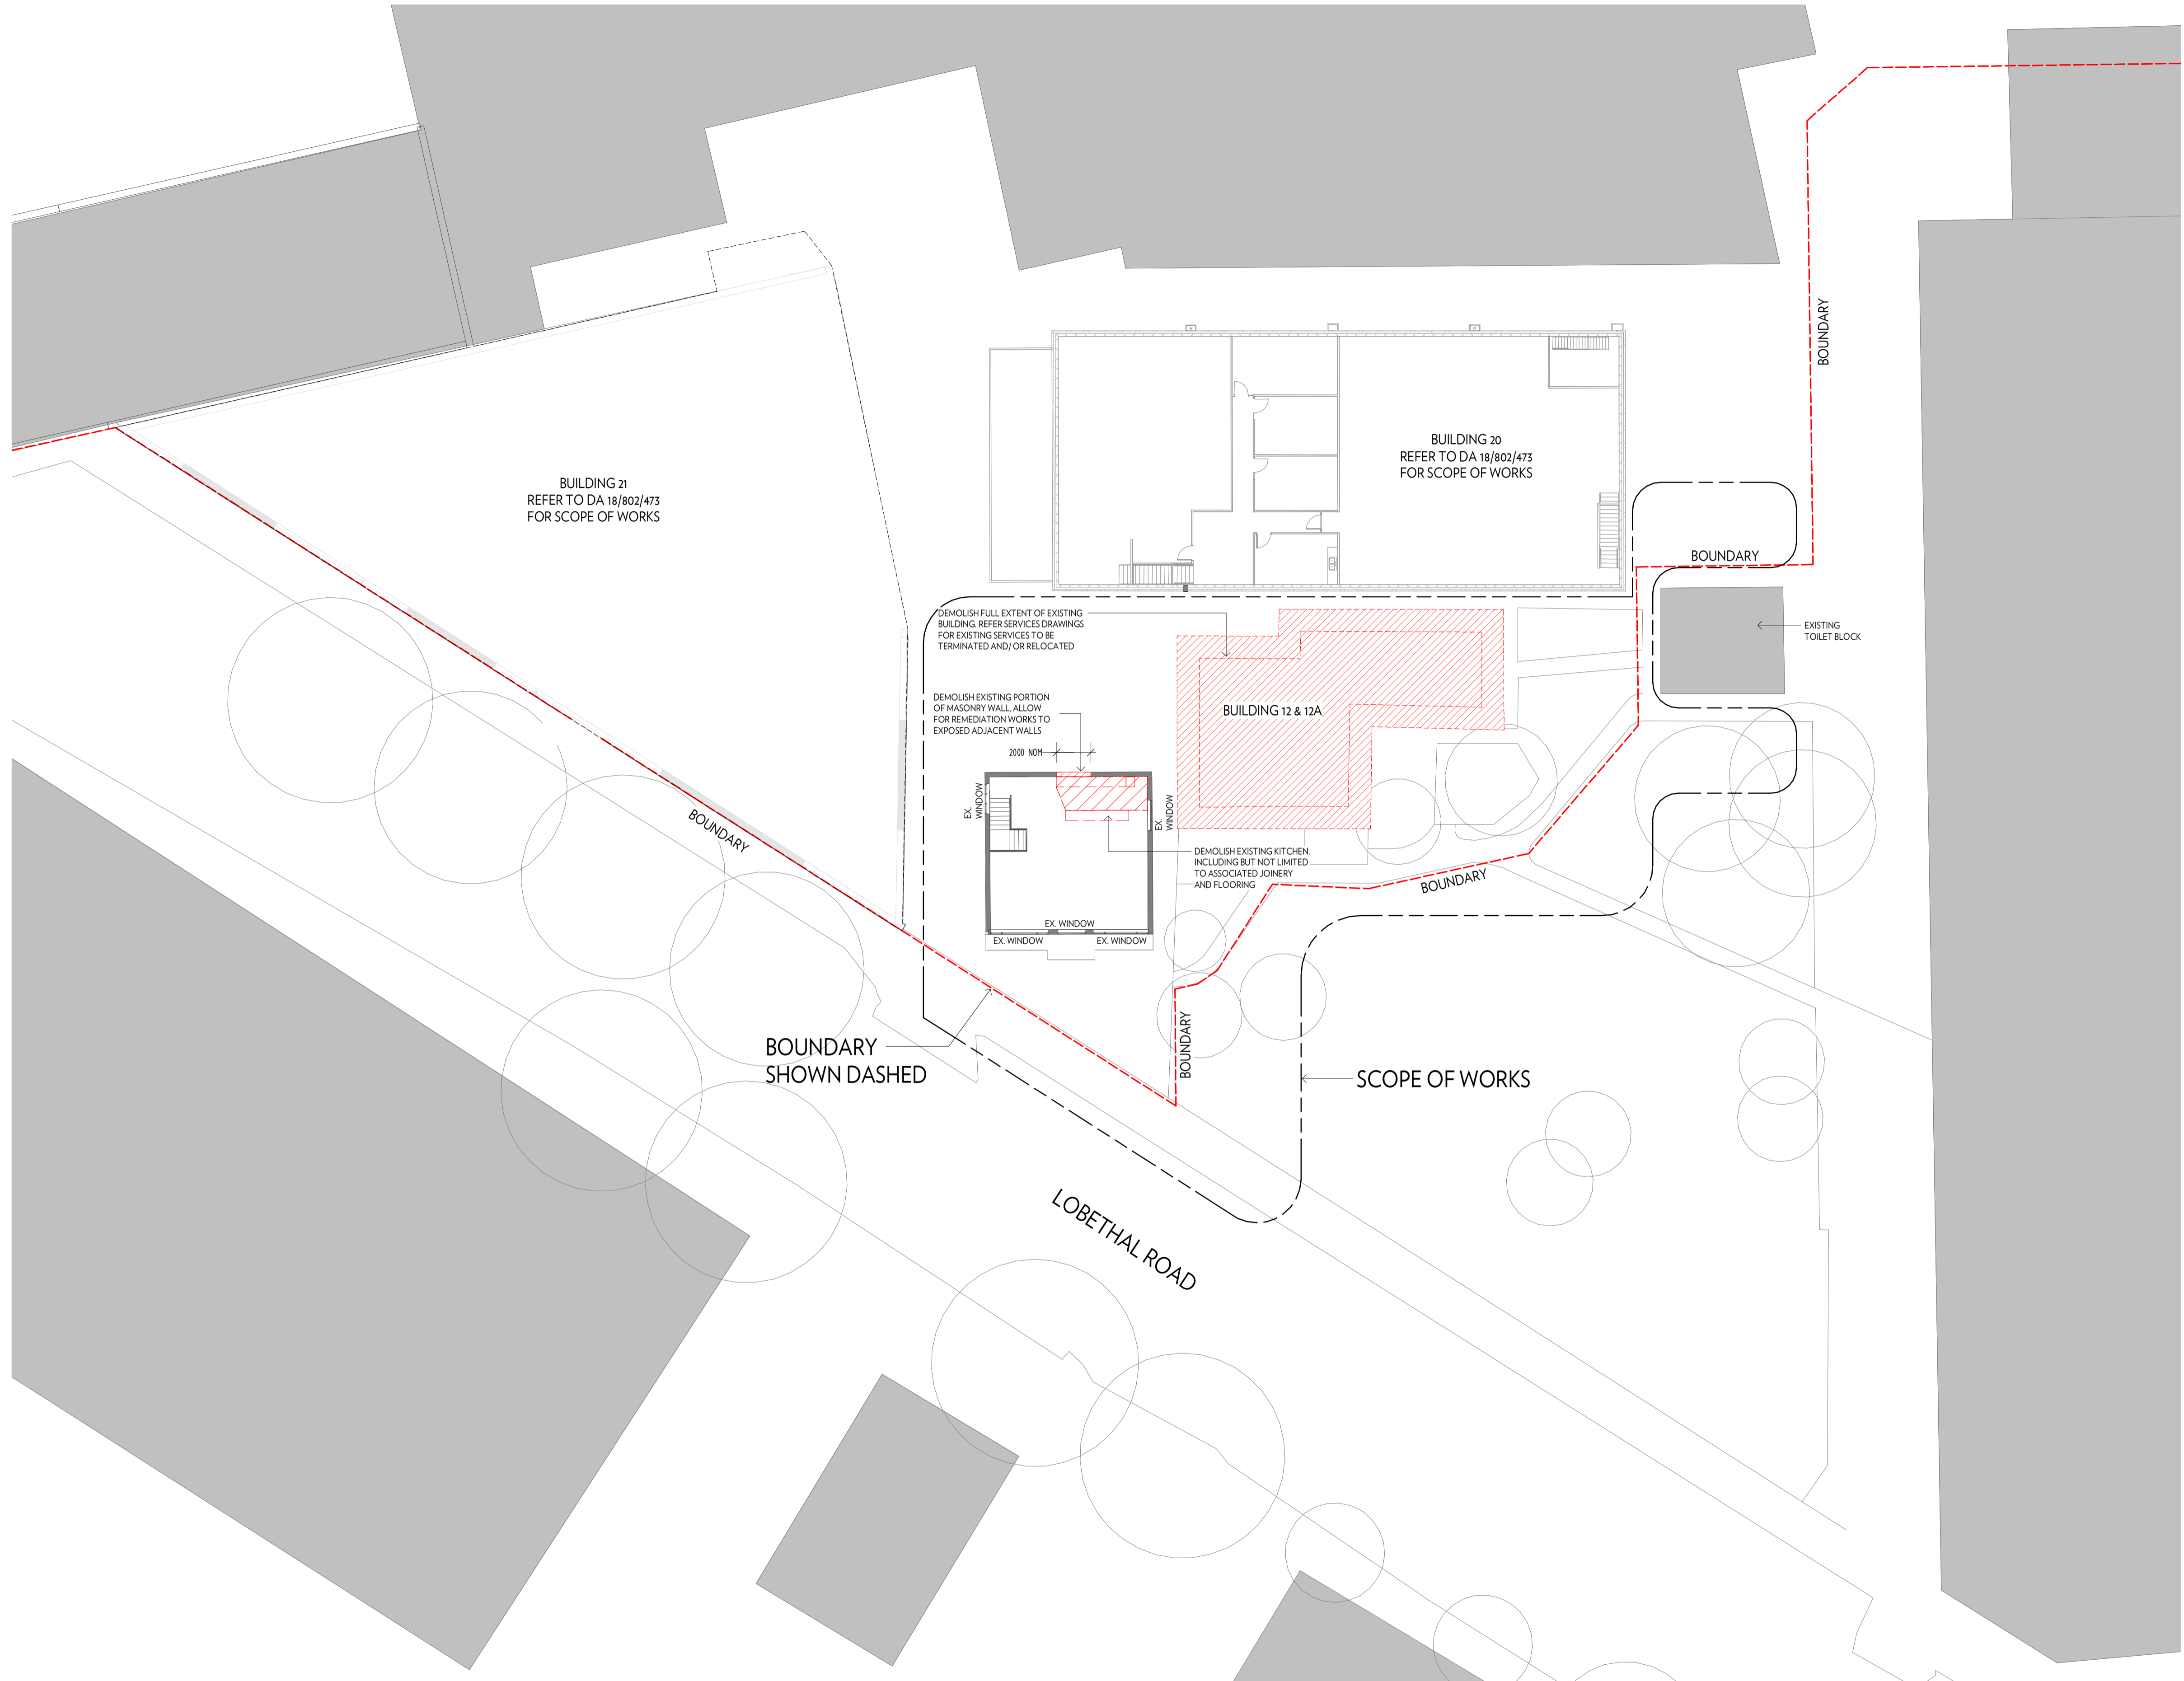 BOUNDARY
BUILDING 20
REFER TO DA 18/802/473
FOR SCOPE OF WORKS
BUILDING 21
REFER TO DA 18/802/473
FOR SCOPE OF WORKS
BOUNDARY
DEMOLISH FULL EXTENT OF EXISTING
BUILDING. REFER SERVICES DRAWINGS
FOR EXISTING SERVICES TO BE
TERMINATED AND/ OR RELOCATED
EXISTING
TOILET BLOCK
DEMOLISH EXISTING PORTION
OF MASONRY WALL, ALLOW
FOR REMEDIATION WORKS TO
EXPOSED ADJACENT WALLS
BUILDING 12 & 12A
2000 NOM
EX.
WINDOW
EX.
WINDOW
BOUNDARY
DEMOLISH EXISTING KITCHEN,
INCLUDING BUT NOT LIMITED
TO ASSOCIATED JOINERY
AND FLOORING
BOUNDARY
EX. WINDOW
EX. WINDOW
EX. WINDOW
BOUNDARY
SHOWN DASHED
BOUNDARY
SCOPE OF WORKS
LOBETHAL ROAD